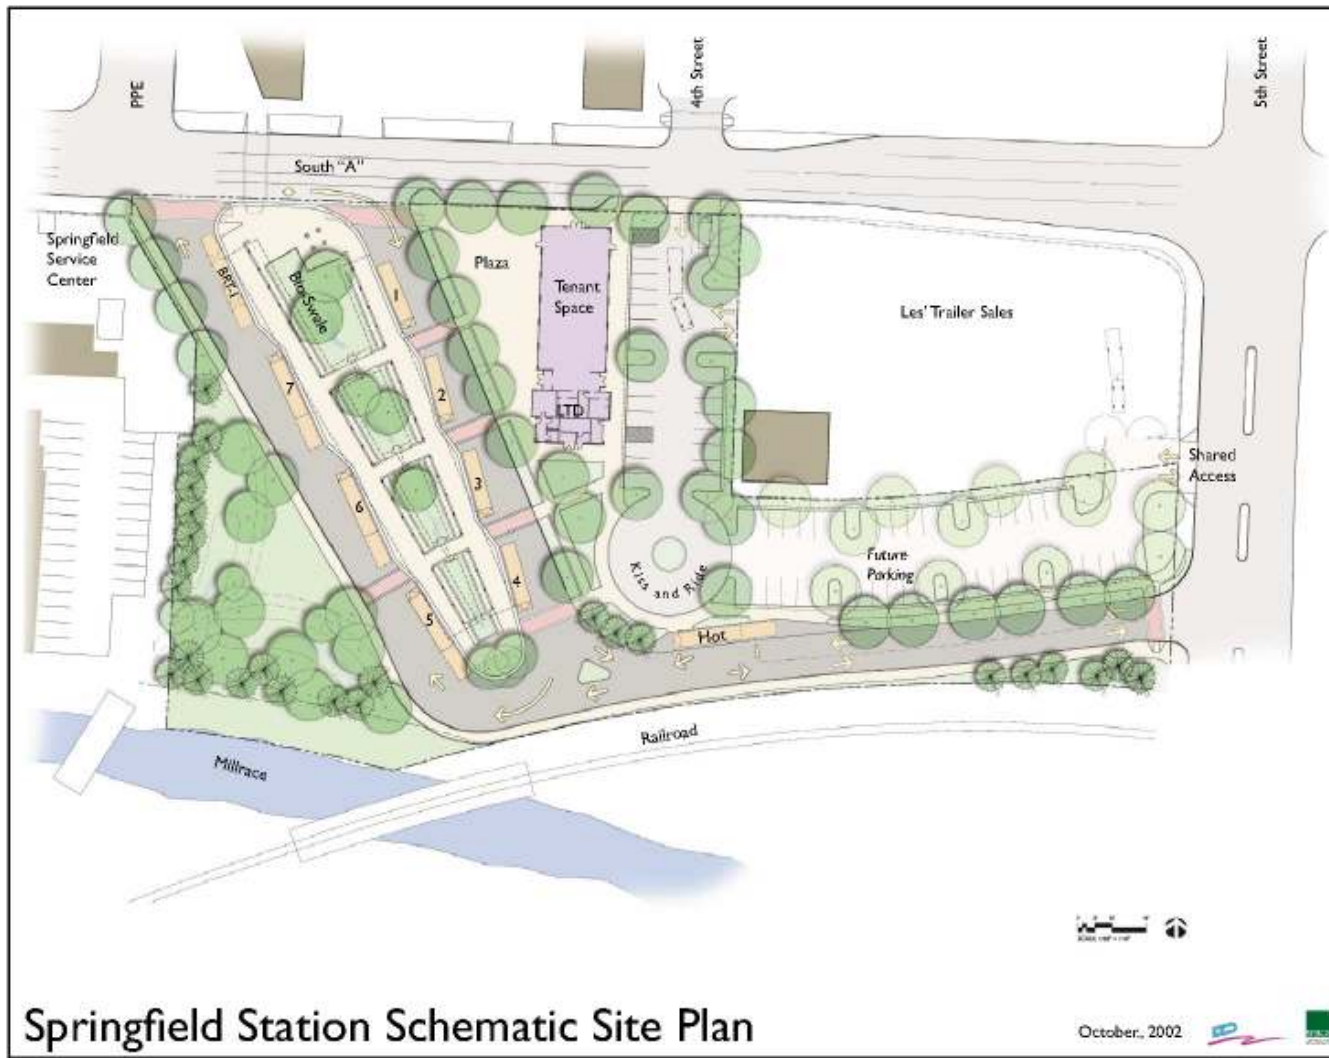 PPE
4th Street
5th Street
South "A"
Springfield
Service
Center
Plaza
Tenant
Space
Les' Trailer Sales
BRT-1
Bio-Swale
1
2
7
LTD
3
6
Shared
Access
4
5
Future
Parking
Kiss and Ride
Hot
Railroad
Millrace
Springfield Station Schematic Site Plan
October., 2002